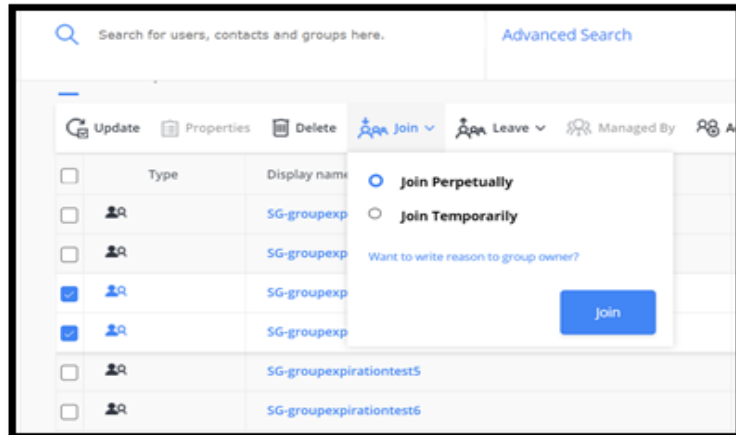 Search for users, contacts and groups here. Advanced Search
Update Properties Delete Join Leave Managed By
Type Display name
Join Perpetually
SG-groupexp
Join Temporarily
SG-groupexp
Want to write reason to group owner?
SG-groupexp
Join
SG-groupexp
SG-groupexpirationtest5
SG-groupexpirationtest6